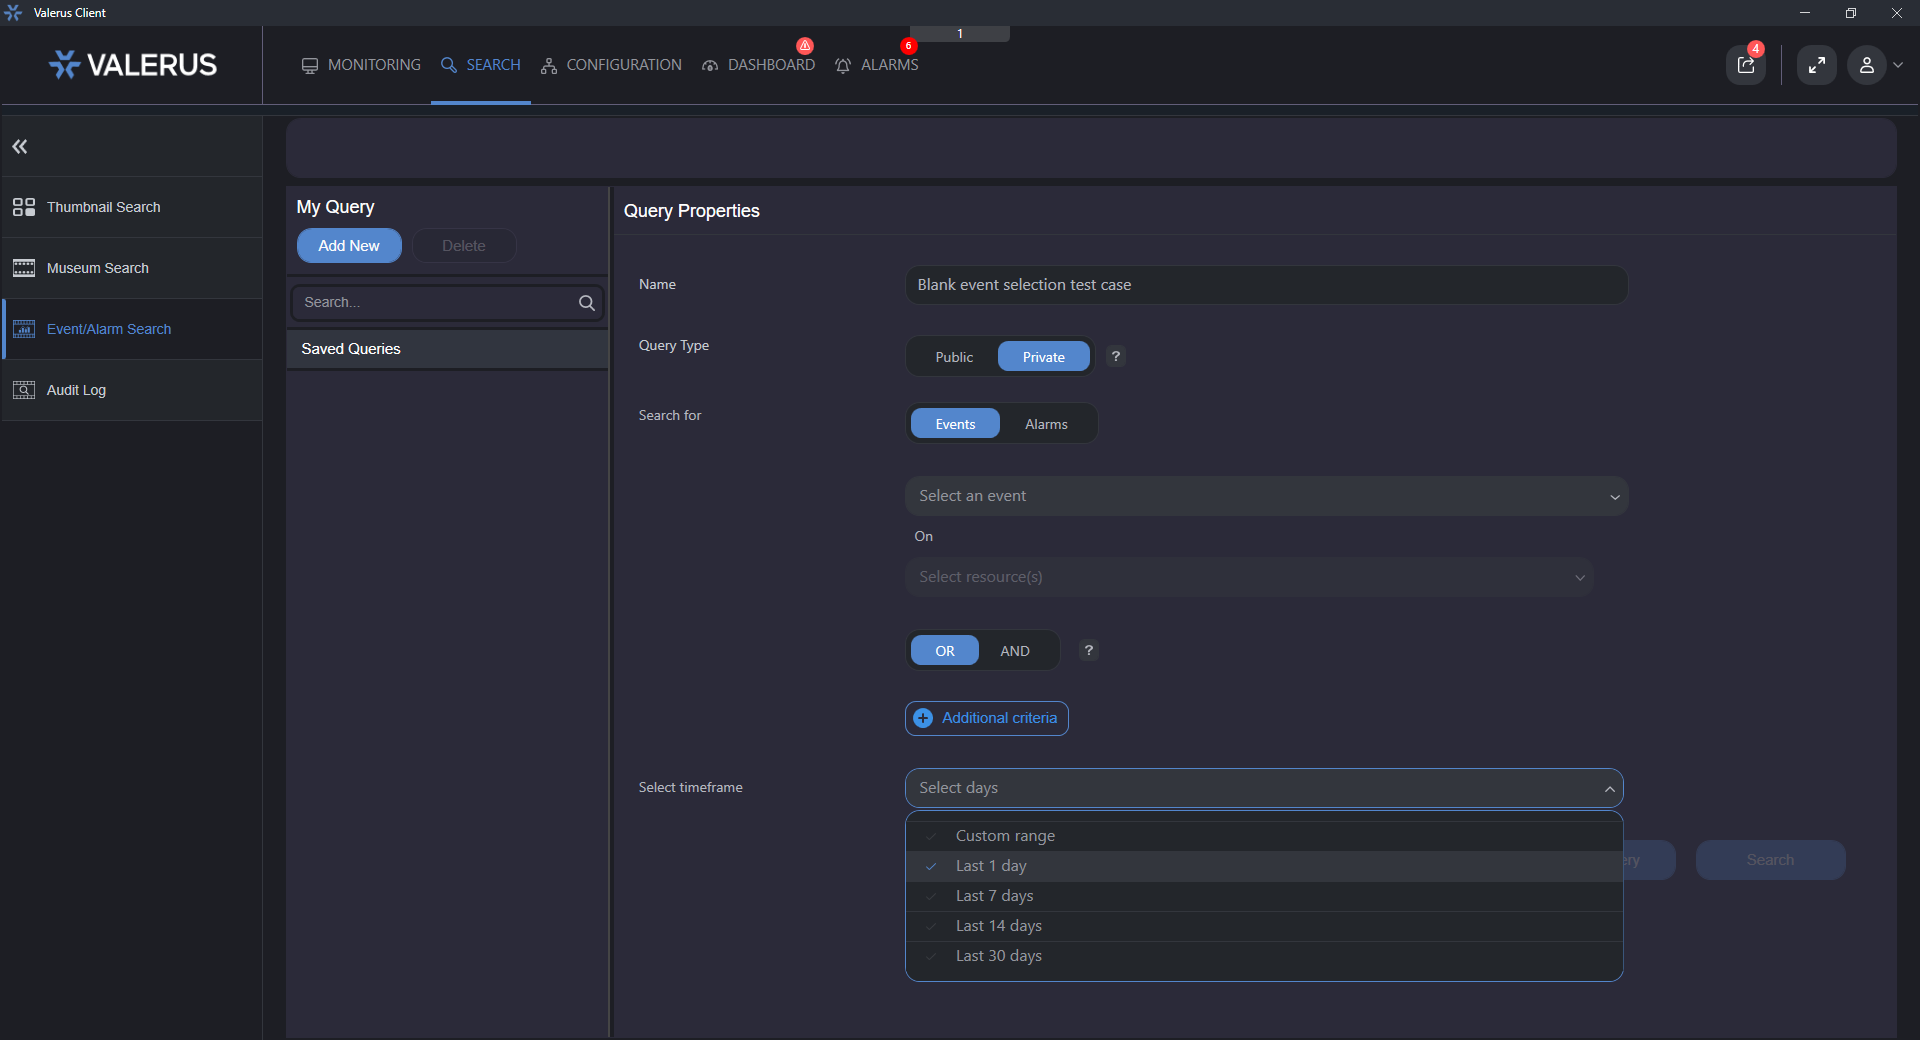 Valerus Client
VALERUS
MONITORING
SEARCH
CONFIGURATION
DASHBOARD
ALARMS
6
1
4
Thumbnail Search
Museum Search
Event/Alarm Search
Audit Log
My Query
Add New
Delete
Search...
Saved Queries
Query Properties
Name
Blank event selection test case
Query Type
Public
Private
?
Search for
Events
Alarms
Select an event
On
Select resource(s)
OR
AND
?
Additional criteria
Select timeframe
Select days
Custom range
Last 1 day
Last 7 days
Last 14 days
Last 30 days
ery
Search